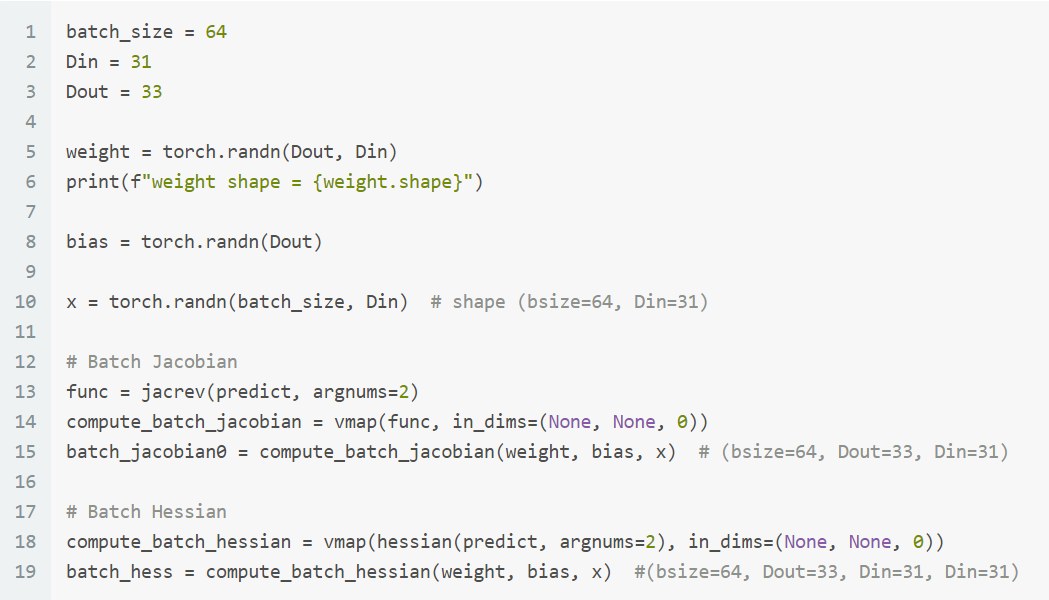 1 batch_size = 64
2 Din = 31
3 Dout = 33
4
5 weight = torch.randn(Dout, Din)
6 print(f"weight shape = {weight.shape}")
7
8 bias = torch.randn(Dout)
9
10 x = torch.randn(batch_size, Din)  # shape (bsize=64, Din=31)
11
12 # Batch Jacobian
13 func = jacrev(predict, argnums=2)
14 compute_batch_jacobian = vmap(func, in_dims=(None, None, 0))
15 batch_jacobian0 = compute_batch_jacobian(weight, bias, x)  # (bsize=64, Dout=33, Din=31)
16
17 # Batch Hessian
18 compute_batch_hessian = vmap(hessian(predict, argnums=2), in_dims=(None, None, 0))
19 batch_hess = compute_batch_hessian(weight, bias, x)  #(bsize=64, Dout=33, Din=31, Din=31)